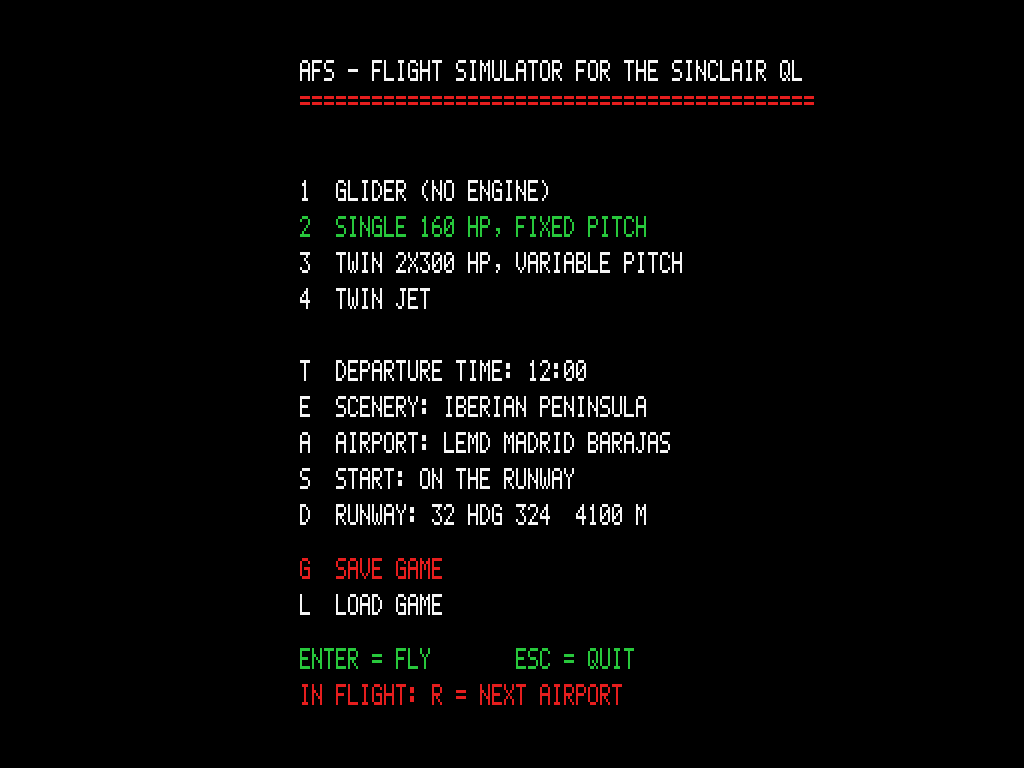 AFS - FLIGHT SIMULATOR FOR THE SINCLAIR QL
===========================================
1  GLIDER (NO ENGINE)
2  SINGLE 160 HP, FIXED PITCH
3  TWIN 2X300 HP, VARIABLE PITCH
4  TWIN JET
T  DEPARTURE TIME: 12:00
E  SCENERY: IBERIAN PENINSULA
A  AIRPORT: LEMD MADRID BARAJAS
S  START: ON THE RUNWAY
D  RUNWAY: 32 HDG 324  4100 M
G  SAVE GAME
L  LOAD GAME
ENTER = FLY       ESC = QUIT
IN FLIGHT: R = NEXT AIRPORT